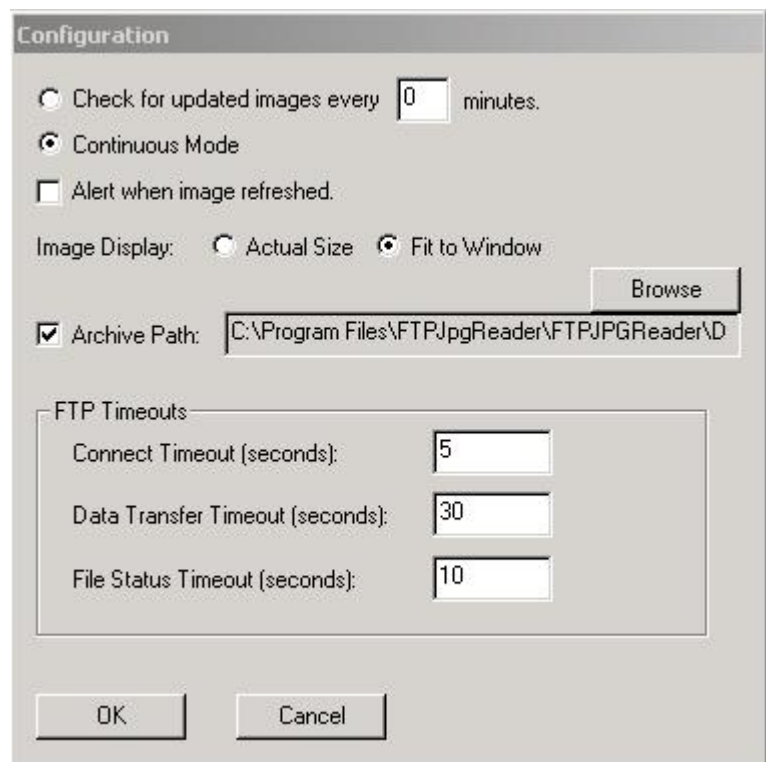 Configuration
Check for updated images every 0 minutes.
Continuous Mode
Alert when image refreshed.
Image Display: Actual Size Fit to Window
Browse
Archive Path: C:\Program Files\FTPJpgReader\FTPJPGReader\D
FTP Timeouts
Connect Timeout (seconds): 5
Data Transfer Timeout (seconds): 30
File Status Timeout (seconds): 10
OK Cancel